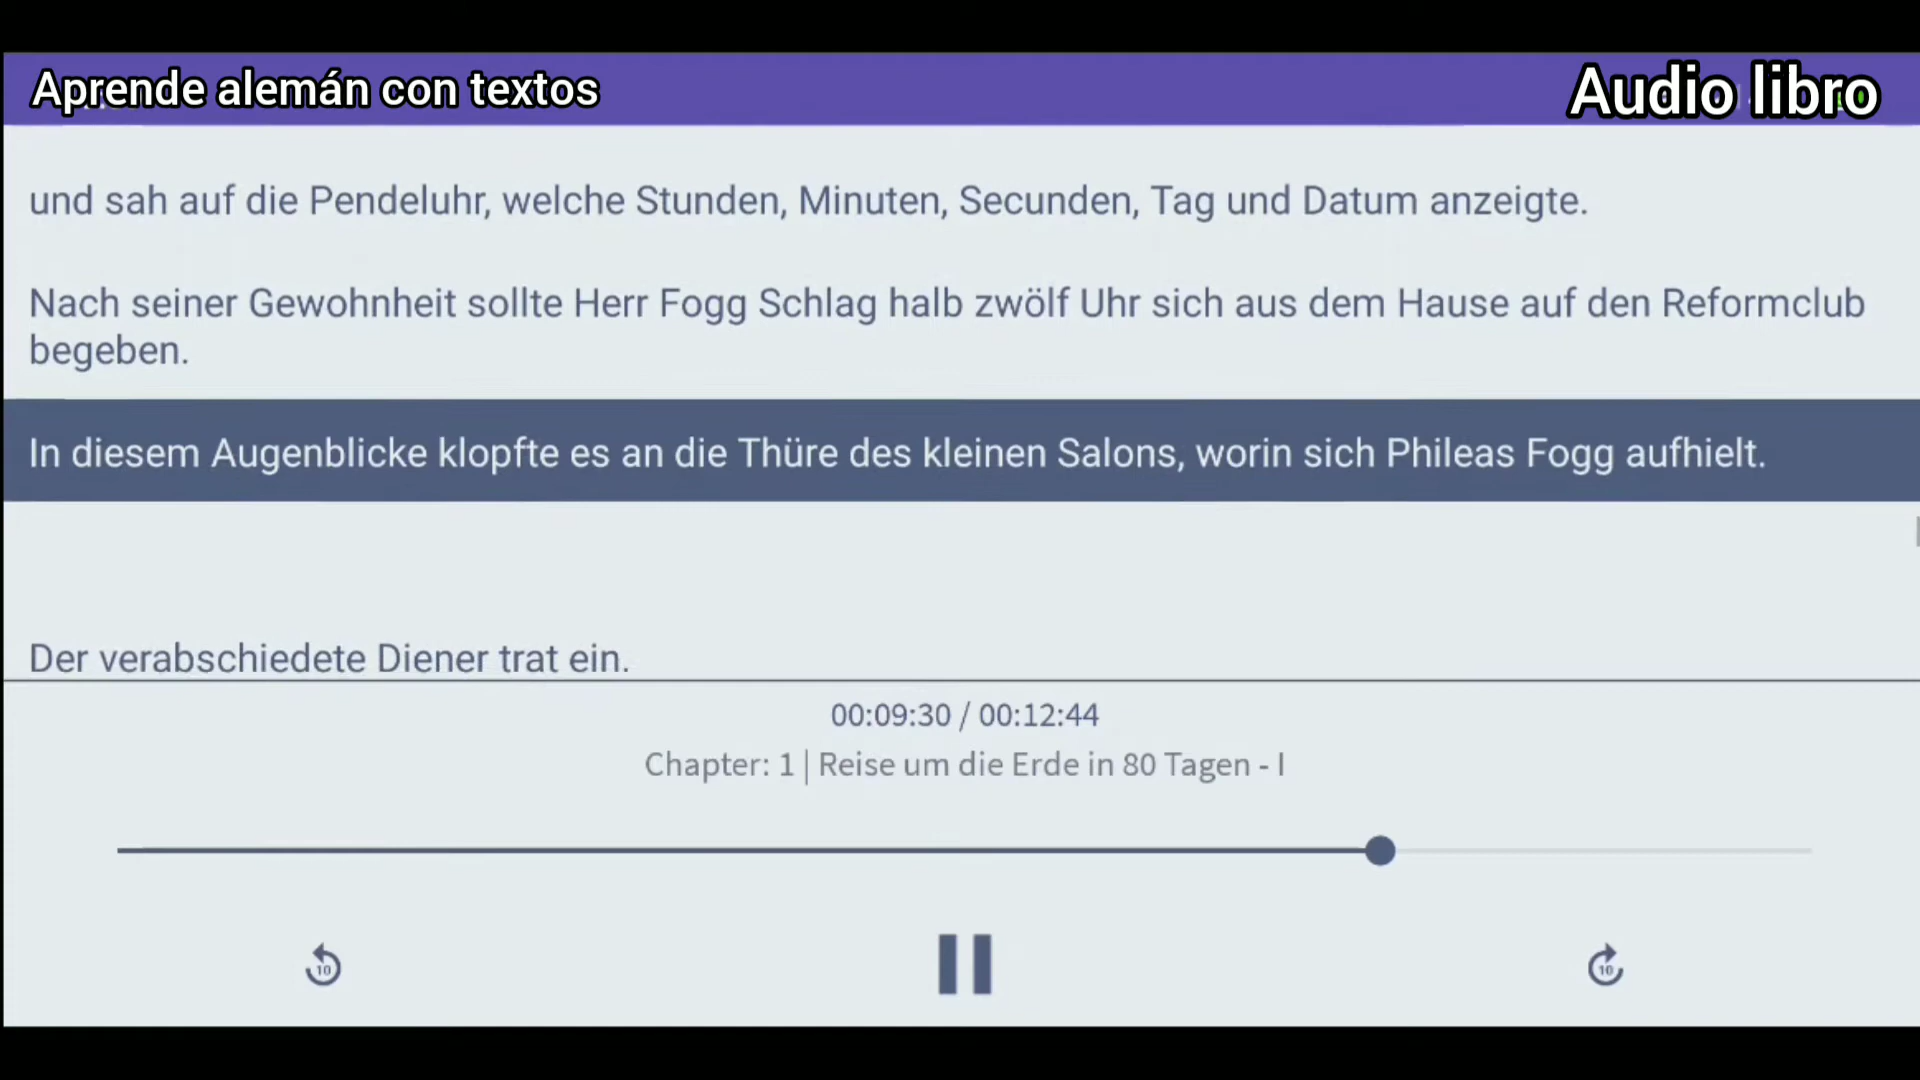 Aprende alemán con textos
Audio libro
und sah auf die Pendeluhr, welche Stunden, Minuten, Secunden, Tag und Datum anzeigte.
Nach seiner Gewohnheit sollte Herr Fogg Schlag halb zwölf Uhr sich aus dem Hause auf den Reformclub
begeben.
In diesem Augenblicke klopfte es an die Thüre des kleinen Salons, worin sich Phileas Fogg aufhielt.
Der verabschiedete Diener trat ein.
00:09:30 / 00:12:44
Chapter: 1 | Reise um die Erde in 80 Tagen - I
10
10